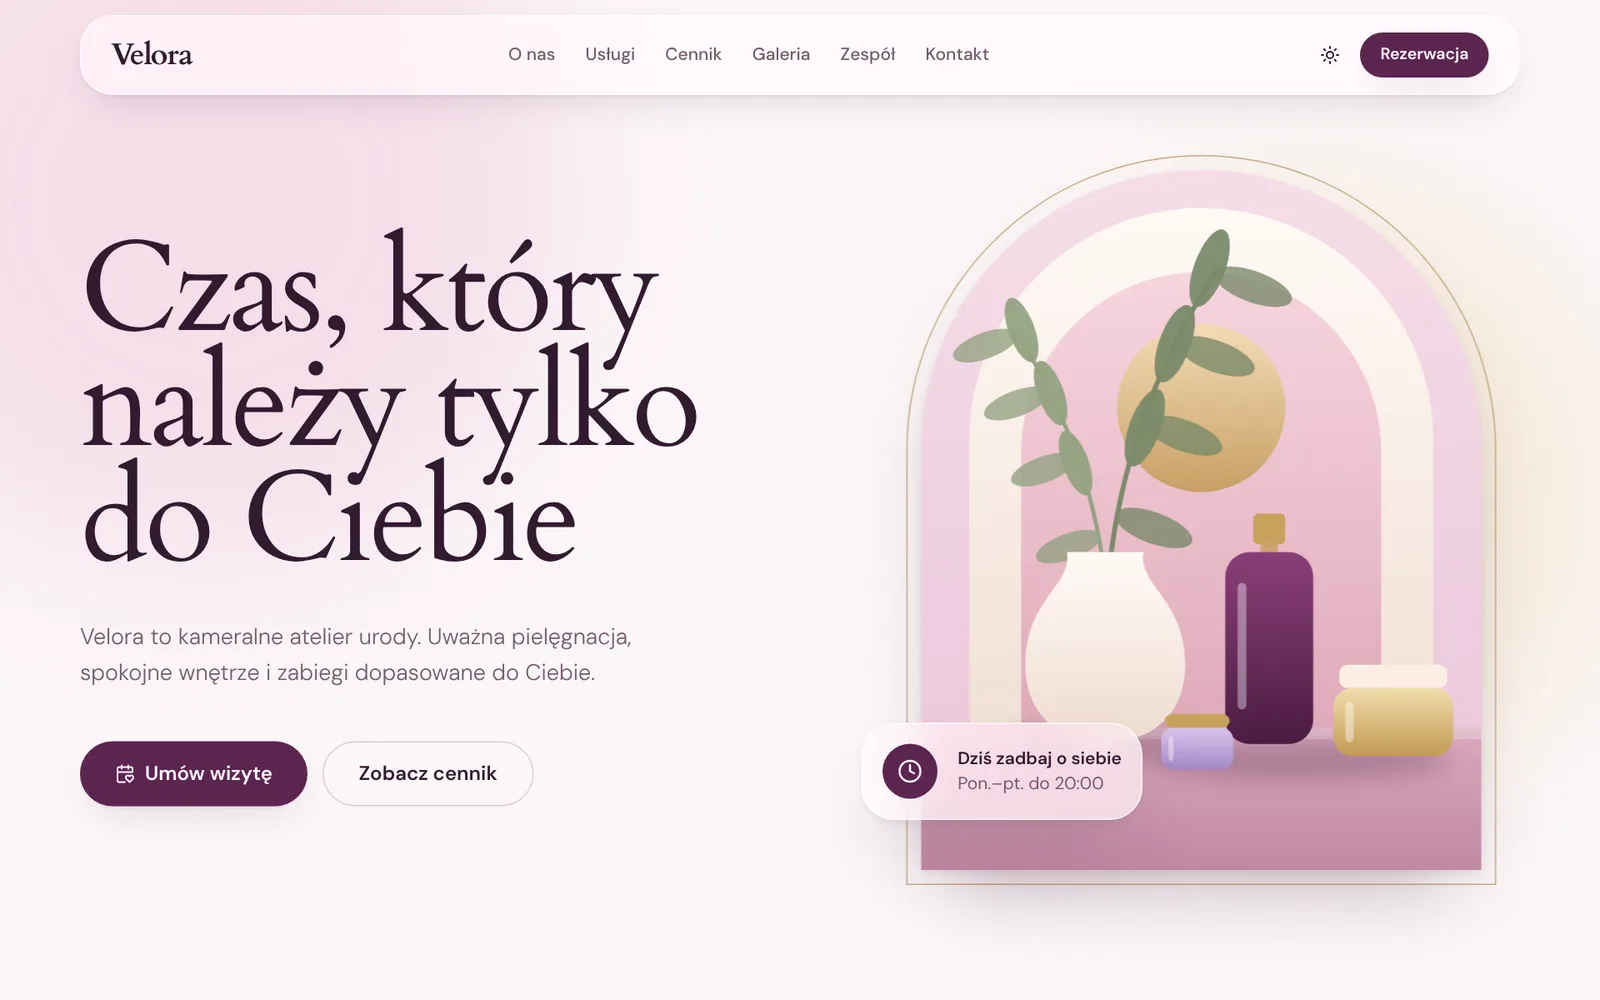 Velora
O nas
Usługi
Cennik
Galeria
Zespół
Kontakt
Rezerwacja
Czas, który
należy tylko
do Ciebie
Velora to kameralne atelier urody. Uważna pielęgnacja,
spokojne wnętrze i zabiegi dopasowane do Ciebie.
Umów wizytę
Zobacz cennik
Dziś zadbaj o siebie
Pon.–pt. do 20:00